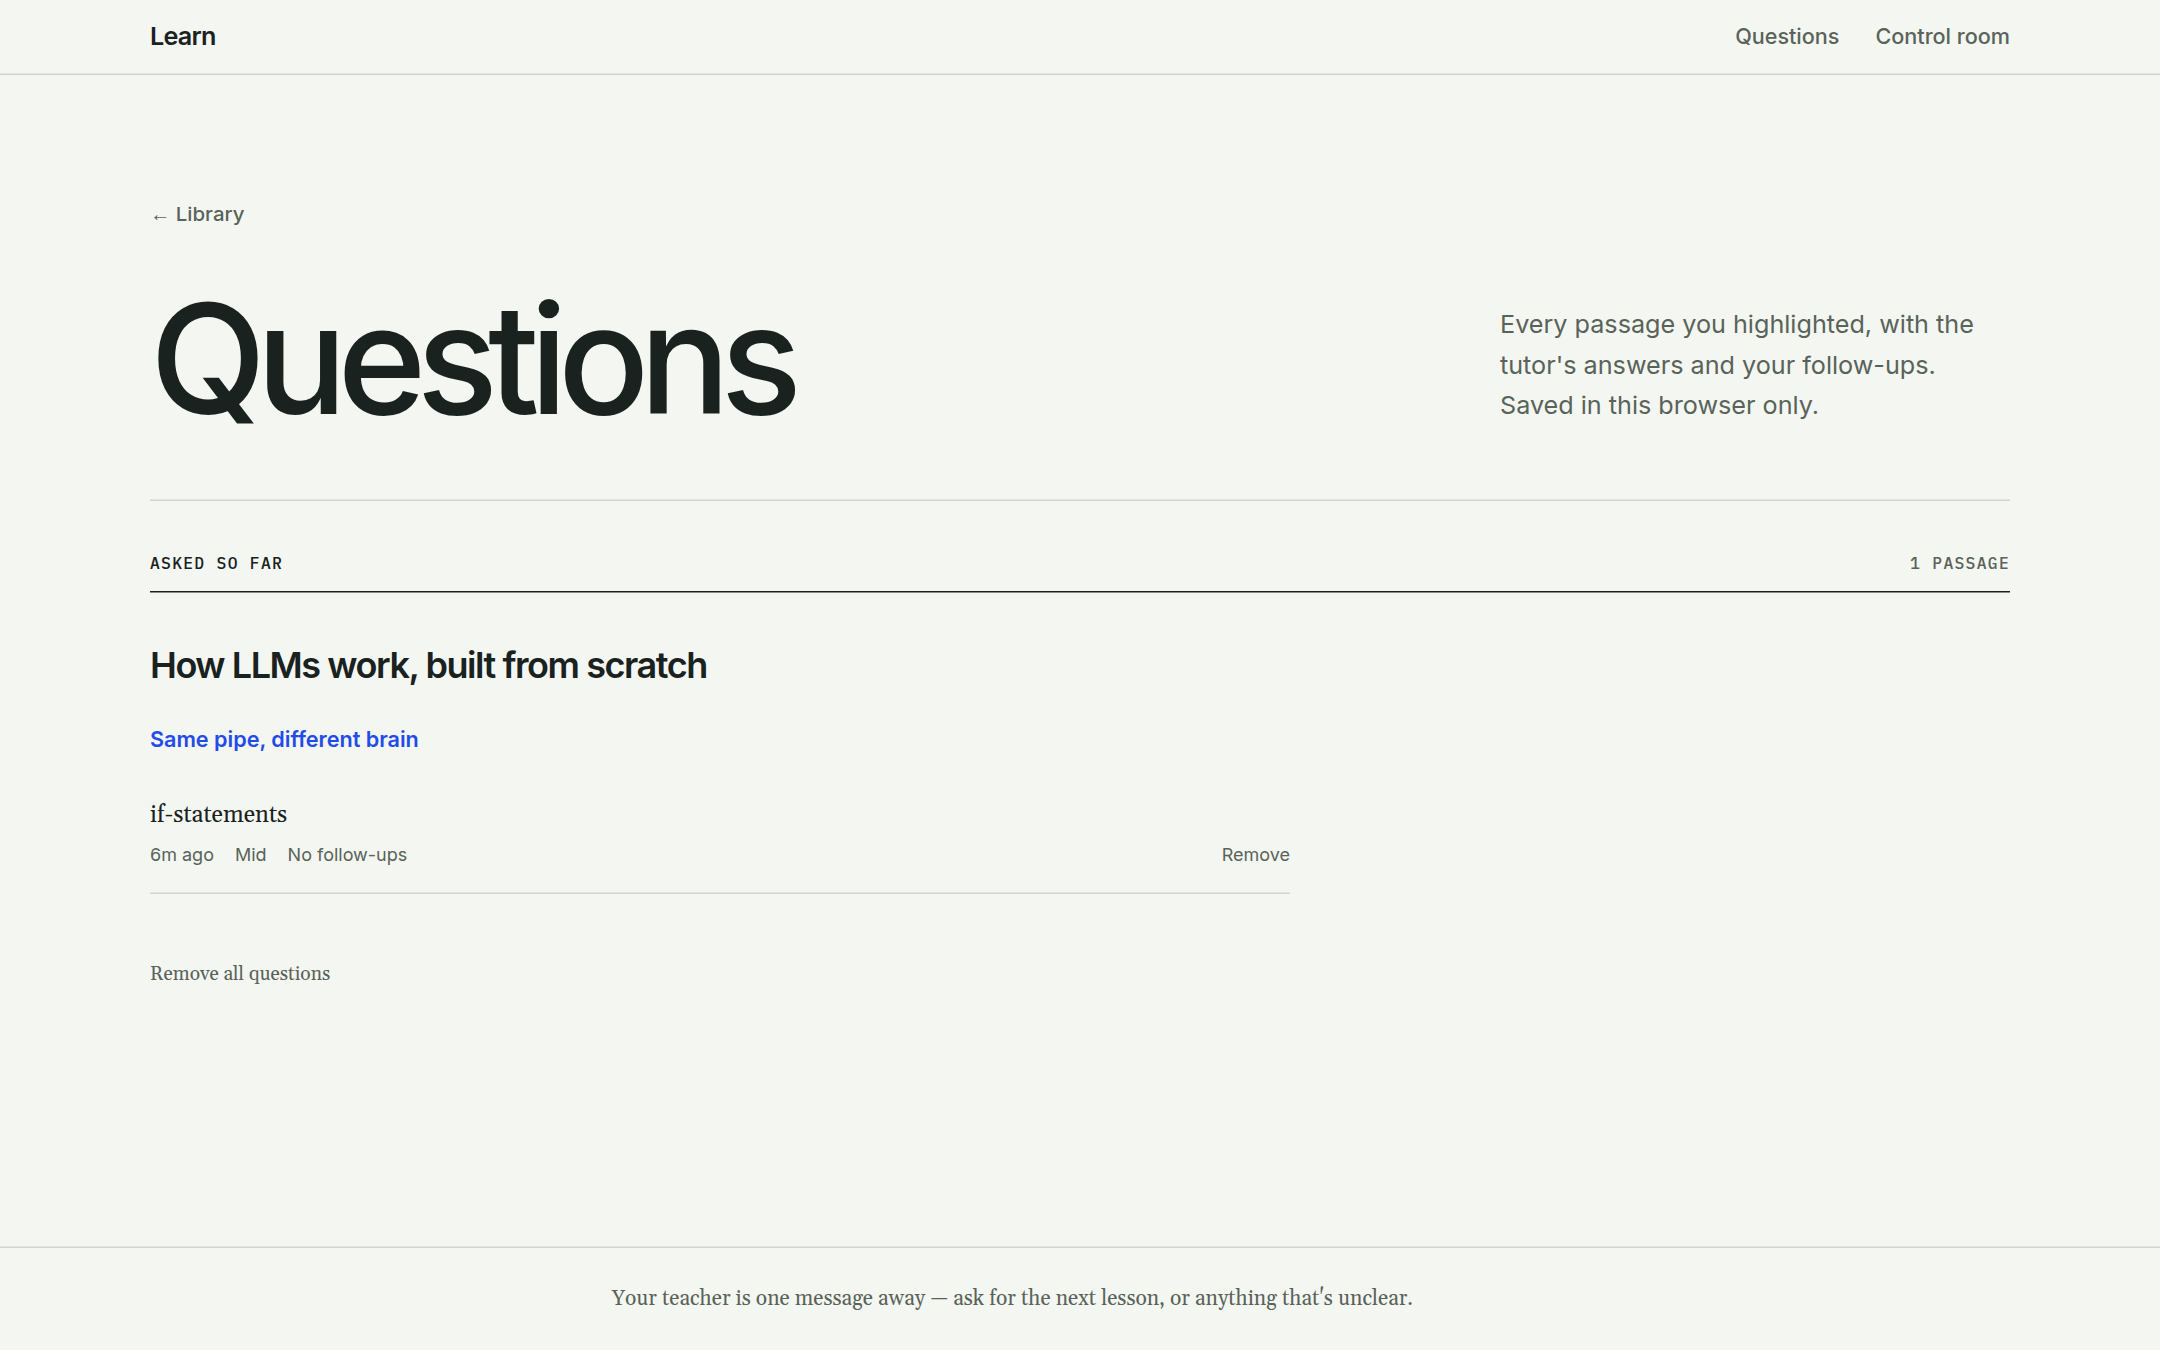 Learn
Questions
Control room
← Library
Questions
Every passage you highlighted, with the
tutor's answers and your follow-ups.
Saved in this browser only.
ASKED SO FAR
1 PASSAGE
How LLMs work, built from scratch
Same pipe, different brain
if-statements
6m ago
Mid
No follow-ups
Remove
Remove all questions
Your teacher is one message away — ask for the next lesson, or anything that's unclear.